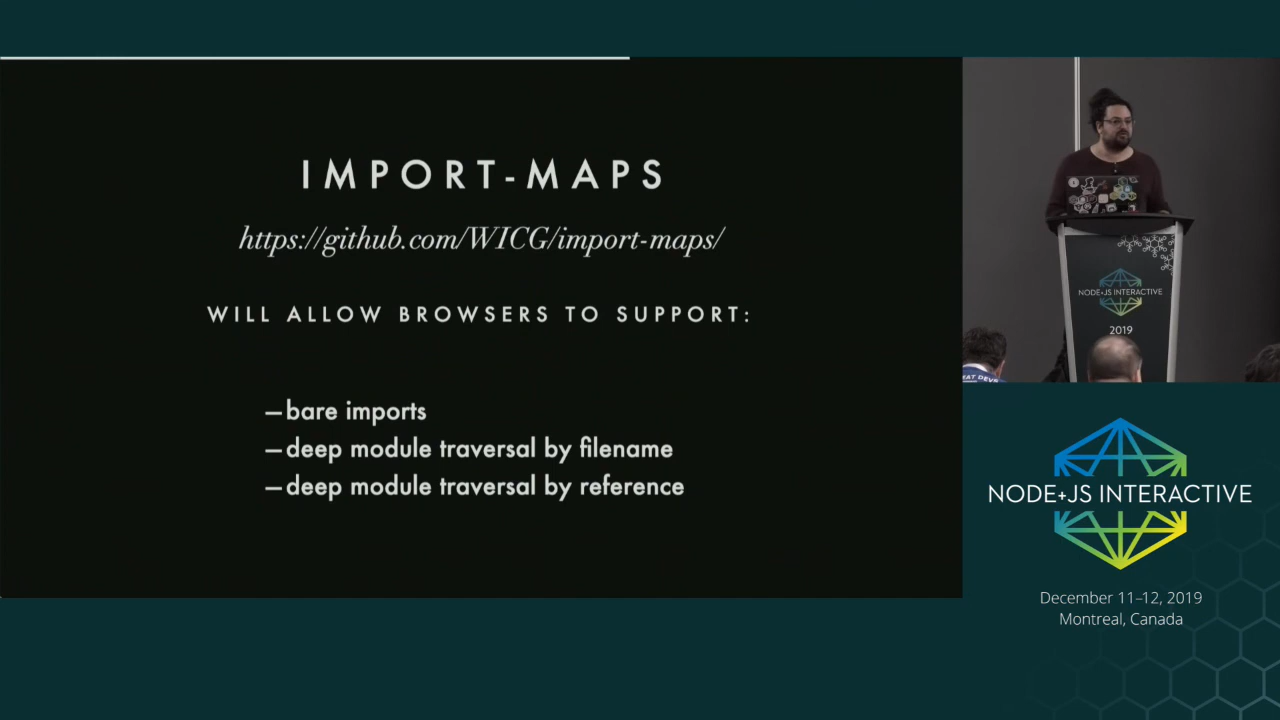 IMPORT-MAPS
https://github.com/WICG/import-maps/
WILL ALLOW BROWSERS TO SUPPORT:
—bare imports
—deep module traversal by filename
—deep module traversal by reference
NODE+JS INTERACTIVE
2019
NODE+JS INTERACTIVE
December 11–12, 2019
Montreal, Canada